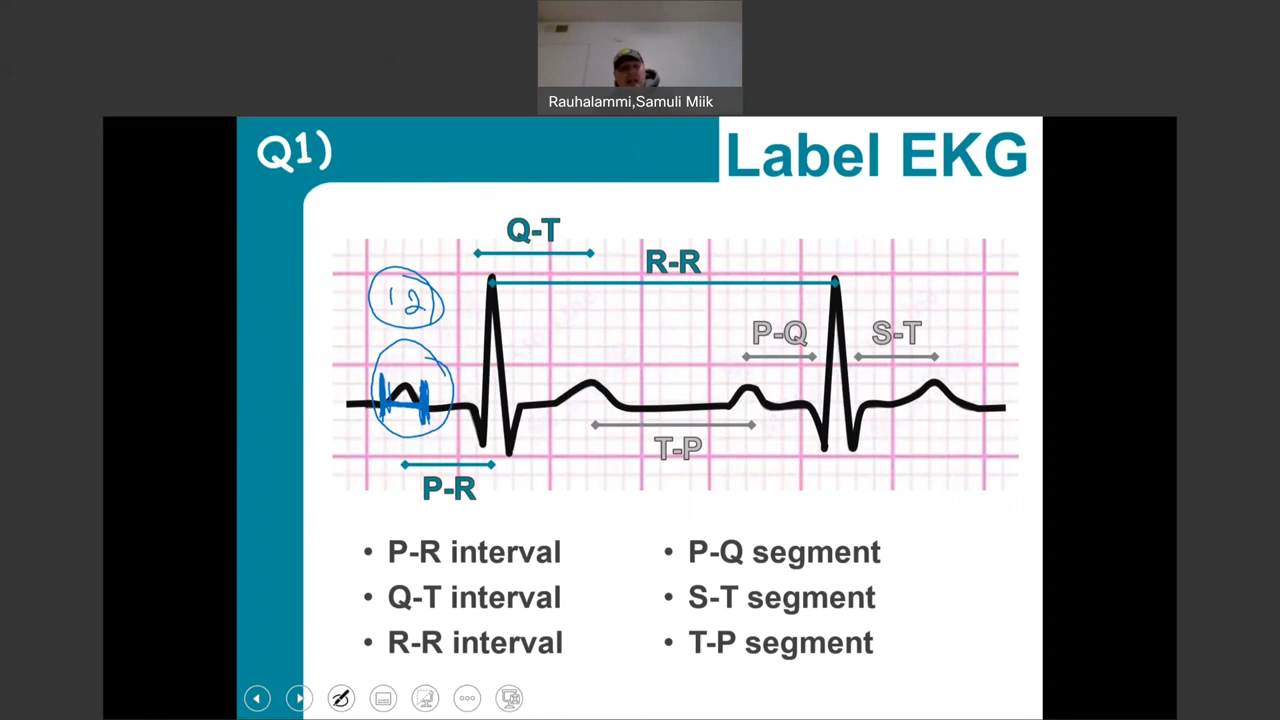 Rauhalammi,Samuli Miik
Q1)
Label EKG
Q-T
R-R
12
P-Q
S-T
T-P
P-R
• P-R interval
• Q-T interval
• R-R interval
• P-Q segment
• S-T segment
• T-P segment